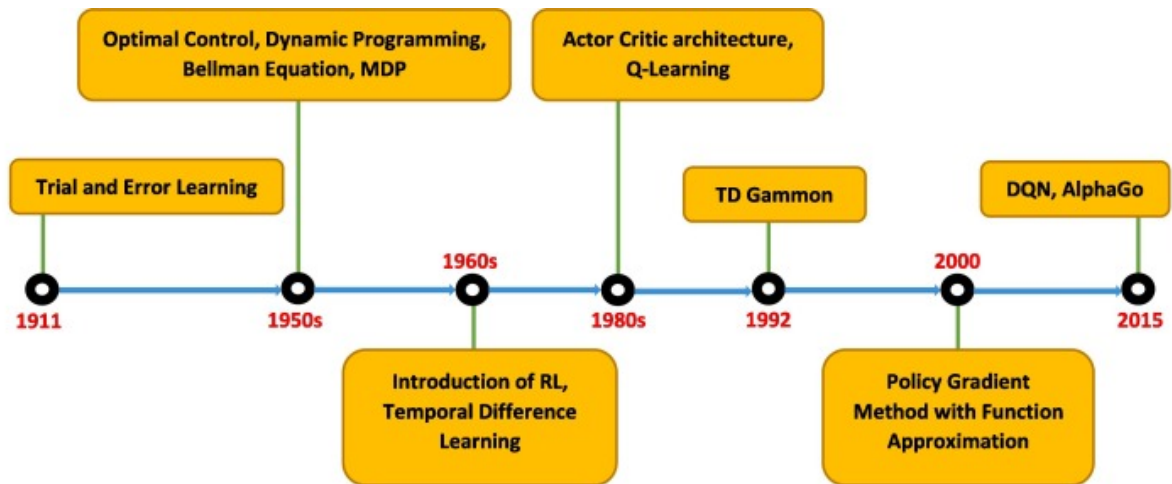 Optimal Control, Dynamic Programming,
Bellman Equation, MDP
Actor Critic architecture,
Q-Learning
Trial and Error Learning
TD Gammon
DQN, AlphaGo
1960s
2000
1911
1950s
1980s
1992
2015
Introduction of RL,
Temporal Difference
Learning
Policy Gradient
Method with Function
Approximation